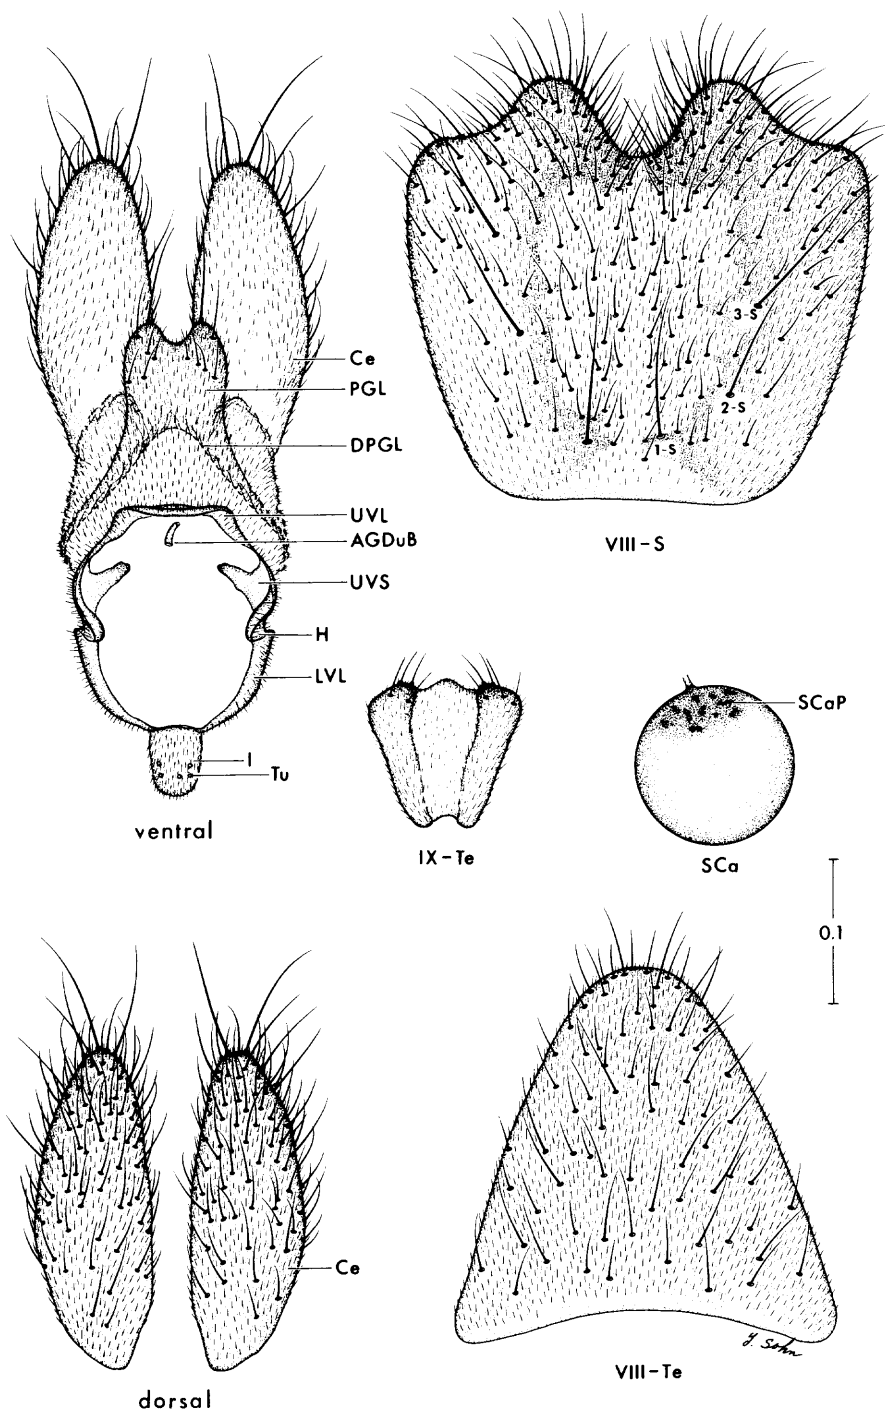 Ce
PGL
DPGL
UVL
AGDuB
UVS
H
LVL
I
Tu
ventral
3-S
2-S
1-S
VIII-S
IX-Te
SCaP
SCa
0.1
Ce
dorsal
y. Sohn
VIII-Te